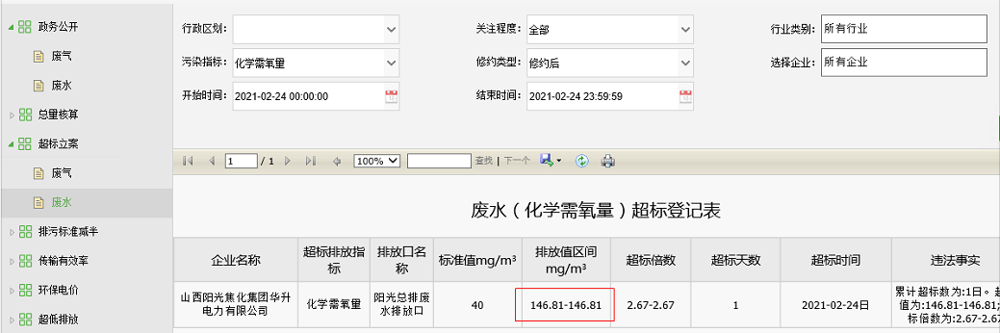 政务公开
废气
废水
总量核算
超标立案
废气
废水
排污标准减半
传输有效率
环保电价
超低排放
行政区划：
关注程度：全部
行业类别：所有行业
污染指标：化学需氧量
修约类型：修约后
选择企业：所有企业
开始时间：2021-02-24 00:00:00
结束时间：2021-02-24 23:59:59
1 / 1 100% 查找 | 下一个
废水（化学需氧量）超标登记表
企业名称 超标排放指标 排放口名称 标准值mg/m³ 排放值区间mg/m³ 超标倍数 超标天数 超标时间 违法事实
山西阳光焦化集团华升电力有限公司 化学需氧量 阳光总排废水排放口 40 146.81-146.81 2.67-2.67 1 2021-02-24日 累计超标数为:1日。超
值为:146.81-146.81;
标倍数为:2.67-2.67